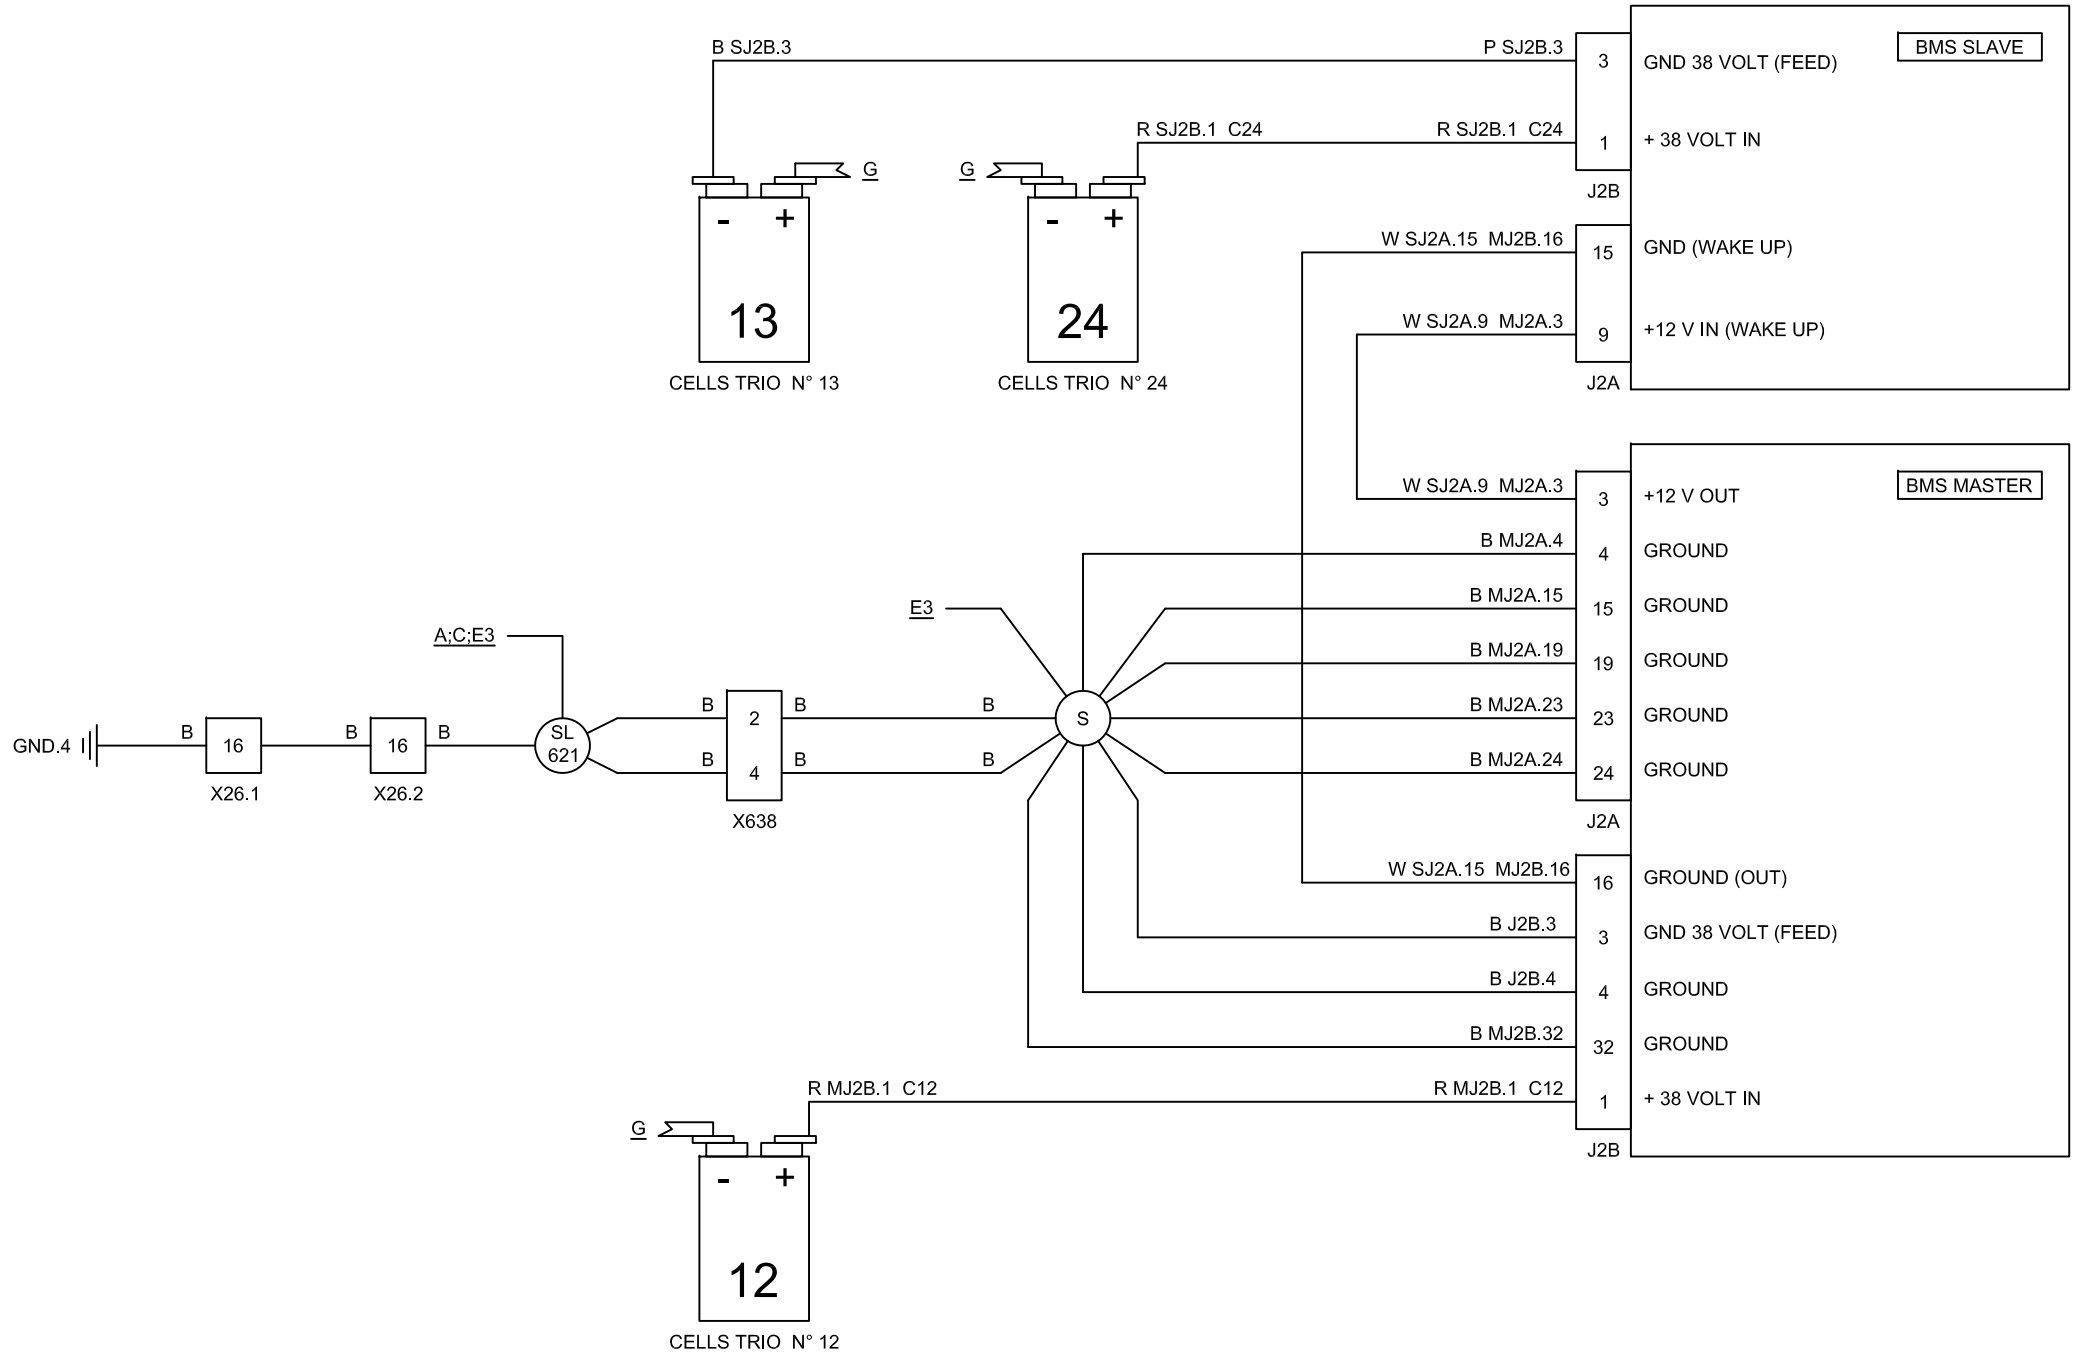 B SJ2B.3
P SJ2B.3
3
GND 38 VOLT (FEED)
BMS SLAVE
R SJ2B.1 C24
R SJ2B.1 C24
1
+ 38 VOLT IN
J2B
G
- +
13
CELLS TRIO N° 13
G
- +
24
CELLS TRIO N° 24
W SJ2A.15 MJ2B.16
15
GND (WAKE UP)
W SJ2A.9 MJ2A.3
9
+12 V IN (WAKE UP)
J2A
BMS MASTER
W SJ2A.9 MJ2A.3
3
+12 V OUT
B MJ2A.4
4
GROUND
B MJ2A.15
15
GROUND
B MJ2A.19
19
GROUND
B MJ2A.23
23
GROUND
B MJ2A.24
24
GROUND
J2A
E3
A;C;E3
GND.4
B
16
X26.1
B
16
X26.2
B
SL
621
B
2
B
B
B
4
B
B
X638
S
W SJ2A.15 MJ2B.16
16
GROUND (OUT)
B J2B.3
3
GND 38 VOLT (FEED)
B J2B.4
4
GROUND
B MJ2B.32
32
GROUND
R MJ2B.1 C12
R MJ2B.1 C12
1
+ 38 VOLT IN
J2B
G
- +
12
CELLS TRIO N° 12